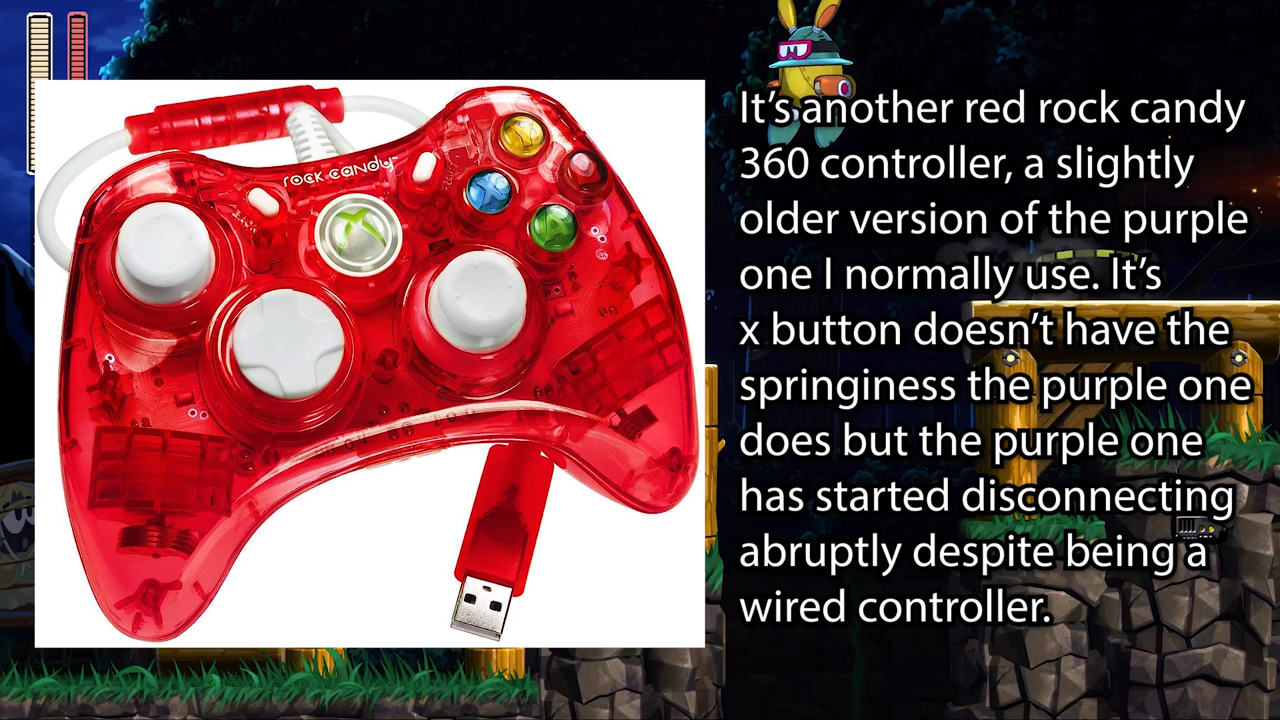 rock candy
It's another red rock candy
360 controller, a slightly
older version of the purple
one I normally use. It's
x button doesn't have the
springiness the purple one
does but the purple one
has started disconnecting
abruptly despite being a
wired controller.